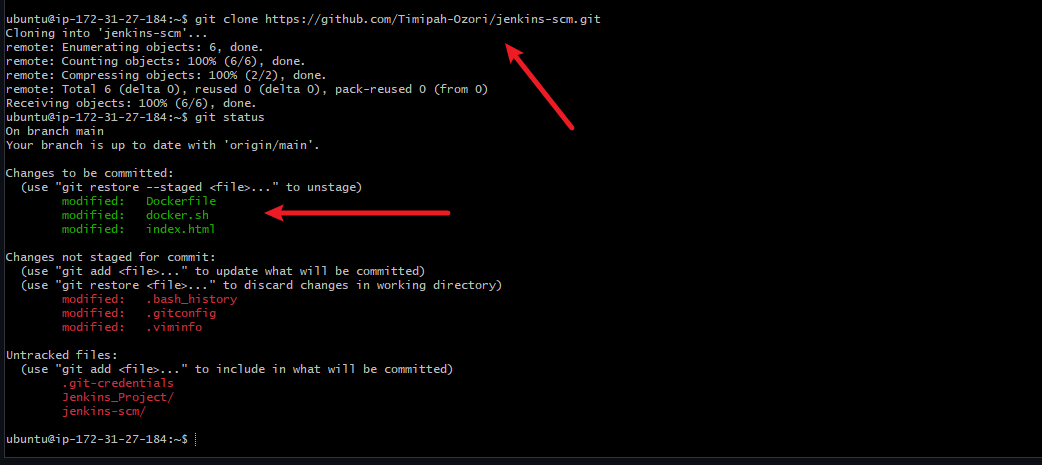 ubuntu@ip-172-31-27-184:~$ git clone https://github.com/Timipah-Ozori/jenkins-scm.git
Cloning into 'jenkins-scm'...
remote: Enumerating objects: 6, done.
remote: Counting objects: 100% (6/6), done.
remote: Compressing objects: 100% (2/2), done.
remote: Total 6 (delta 0), reused 0 (delta 0), pack-reused 0 (from 0)
Receiving objects: 100% (6/6), done.
ubuntu@ip-172-31-27-184:~$ git status
On branch main
Your branch is up to date with 'origin/main'.
Changes to be committed:
  (use "git restore --staged <file>..." to unstage)
        modified:   Dockerfile
        modified:   docker.sh
        modified:   index.html
Changes not staged for commit:
  (use "git add <file>..." to update what will be committed)
  (use "git restore <file>..." to discard changes in working directory)
        modified:   .bash_history
        modified:   .gitconfig
        modified:   .viminfo
Untracked files:
  (use "git add <file>..." to include in what will be committed)
        .git-credentials
        Jenkins_Project/
        jenkins-scm/
ubuntu@ip-172-31-27-184:~$